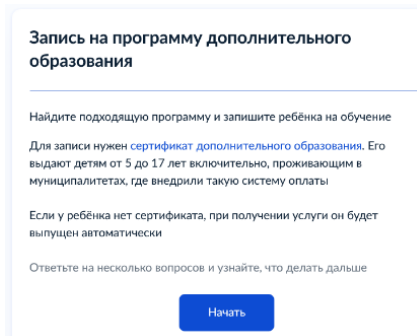 Запись на программу дополнительного
образования
Найдите подходящую программу и запишите ребёнка на обучение
Для записи нужен сертификат дополнительного образования. Его
выдают детям от 5 до 17 лет включительно, проживающим в
муниципалитетах, где внедрили такую систему оплаты
Если у ребёнка нет сертификата, при получении услуги он будет
выпущен автоматически
Ответьте на несколько вопросов и узнайте, что делать дальше
Начать